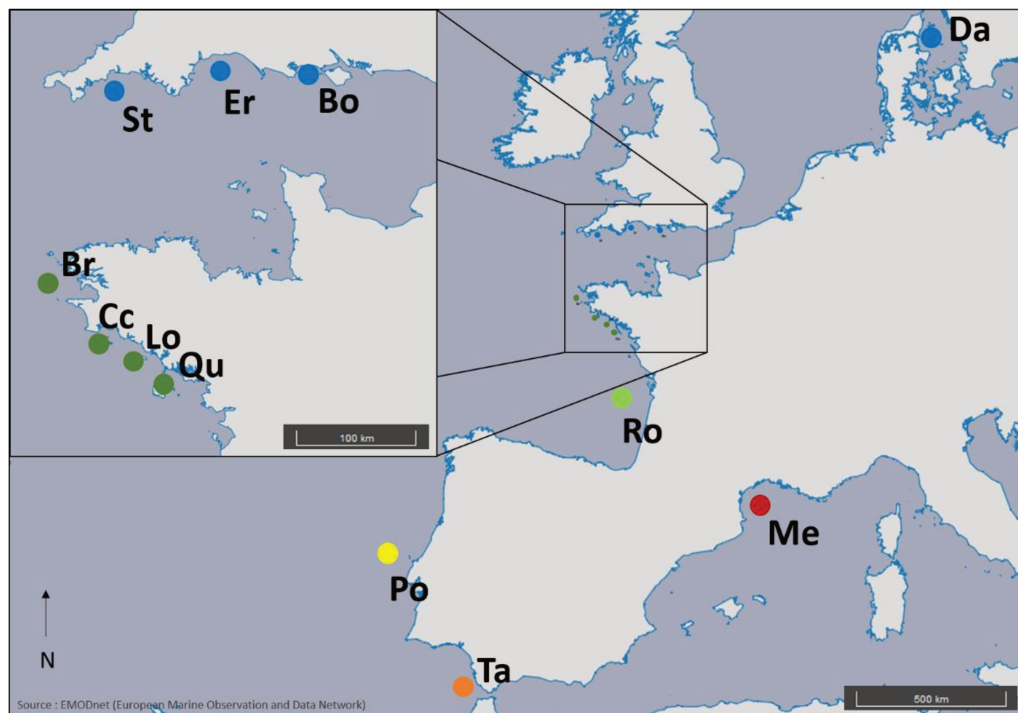 Da
St
Er
Bo
Br
Cc
Lo
Qu
Ro
Me
Po
Ta
N
100 km
500 km
Source : EMODnet (European Marine Observation and Data Network)